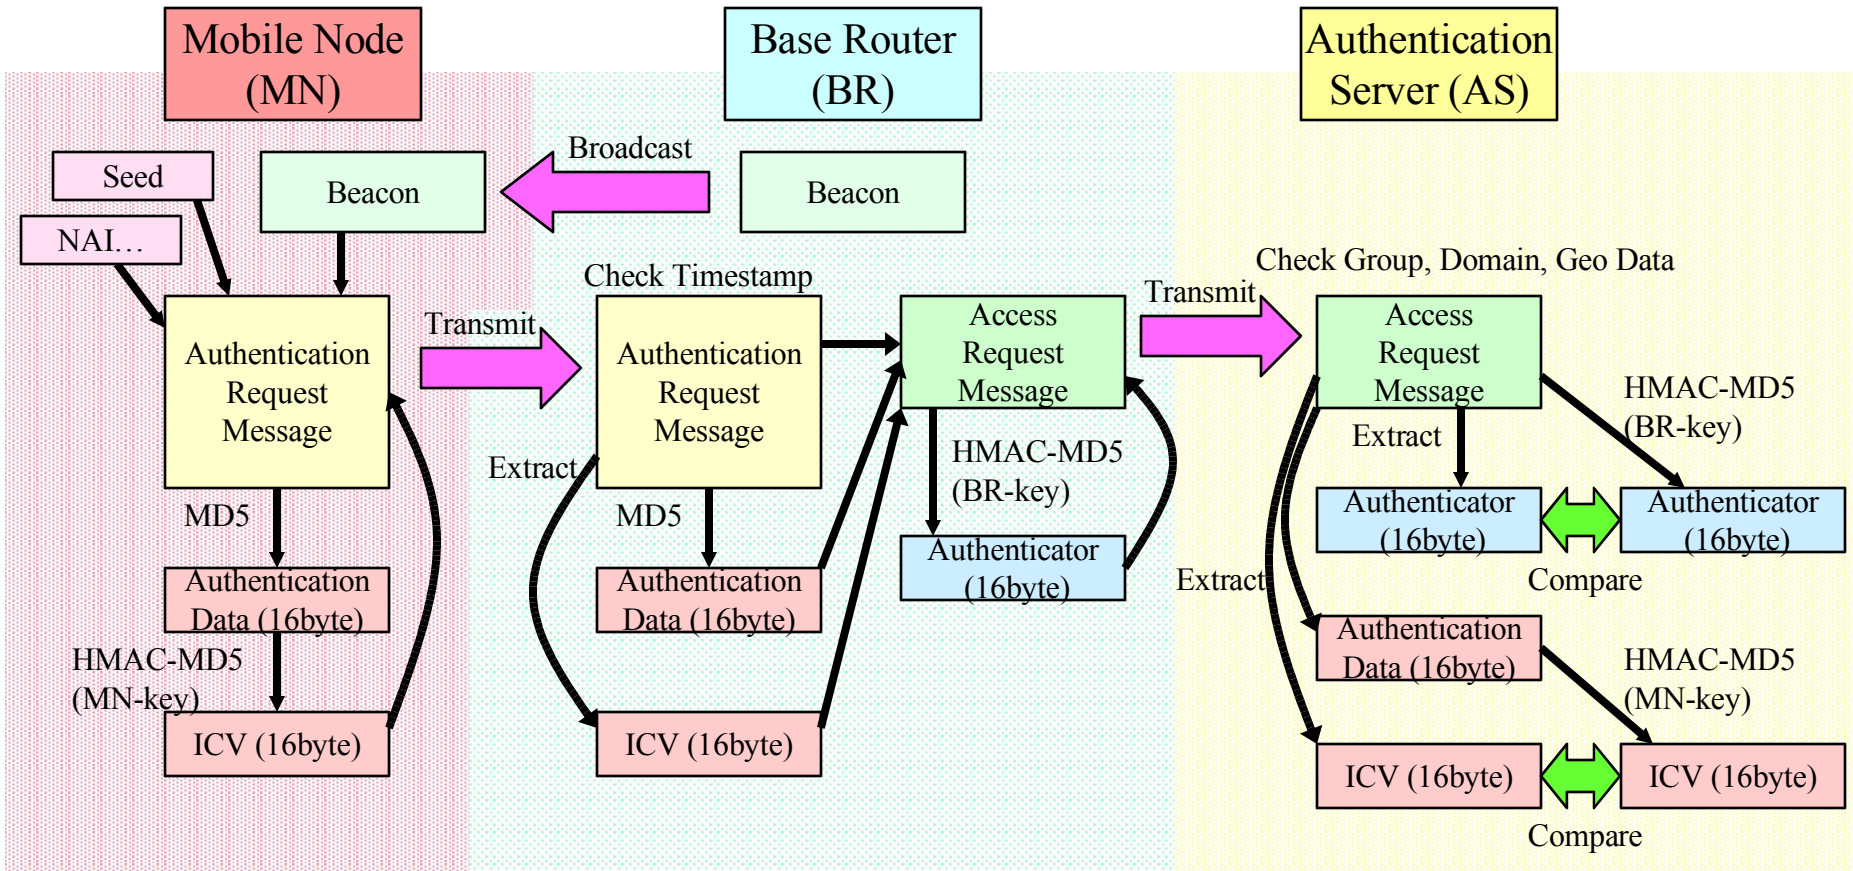 Mobile Node
(MN)
Base Router
(BR)
Authentication
Server (AS)
Broadcast
Seed
Beacon
Beacon
NAI…
Check Timestamp
Check Group, Domain, Geo Data
Transmit
Transmit
Authentication
Request
Message
Authentication
Request
Message
Access
Request
Message
Access
Request
Message
HMAC-MD5
(BR-key)
Extract
Extract
HMAC-MD5
(BR-key)
MD5
MD5
Authenticator
(16byte)
Authenticator
(16byte)
Authenticator
(16byte)
Compare
Extract
Authentication
Data (16byte)
Authentication
Data (16byte)
Authentication
Data (16byte)
HMAC-MD5
(MN-key)
HMAC-MD5
(MN-key)
ICV (16byte)
ICV (16byte)
ICV (16byte)
ICV (16byte)
Compare